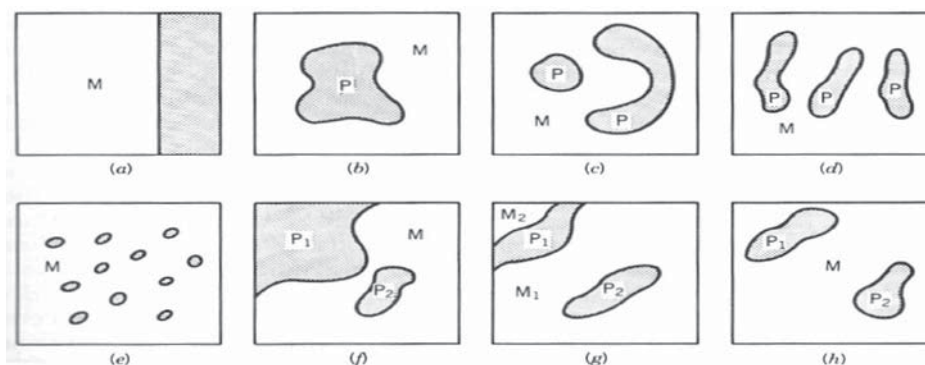 M
P M
P M P
P P P M
(a) (b) (c) (d)
M
P1 M P2
M2 P1 M1 P2
P1 M P2
(e) (f) (g) (h)